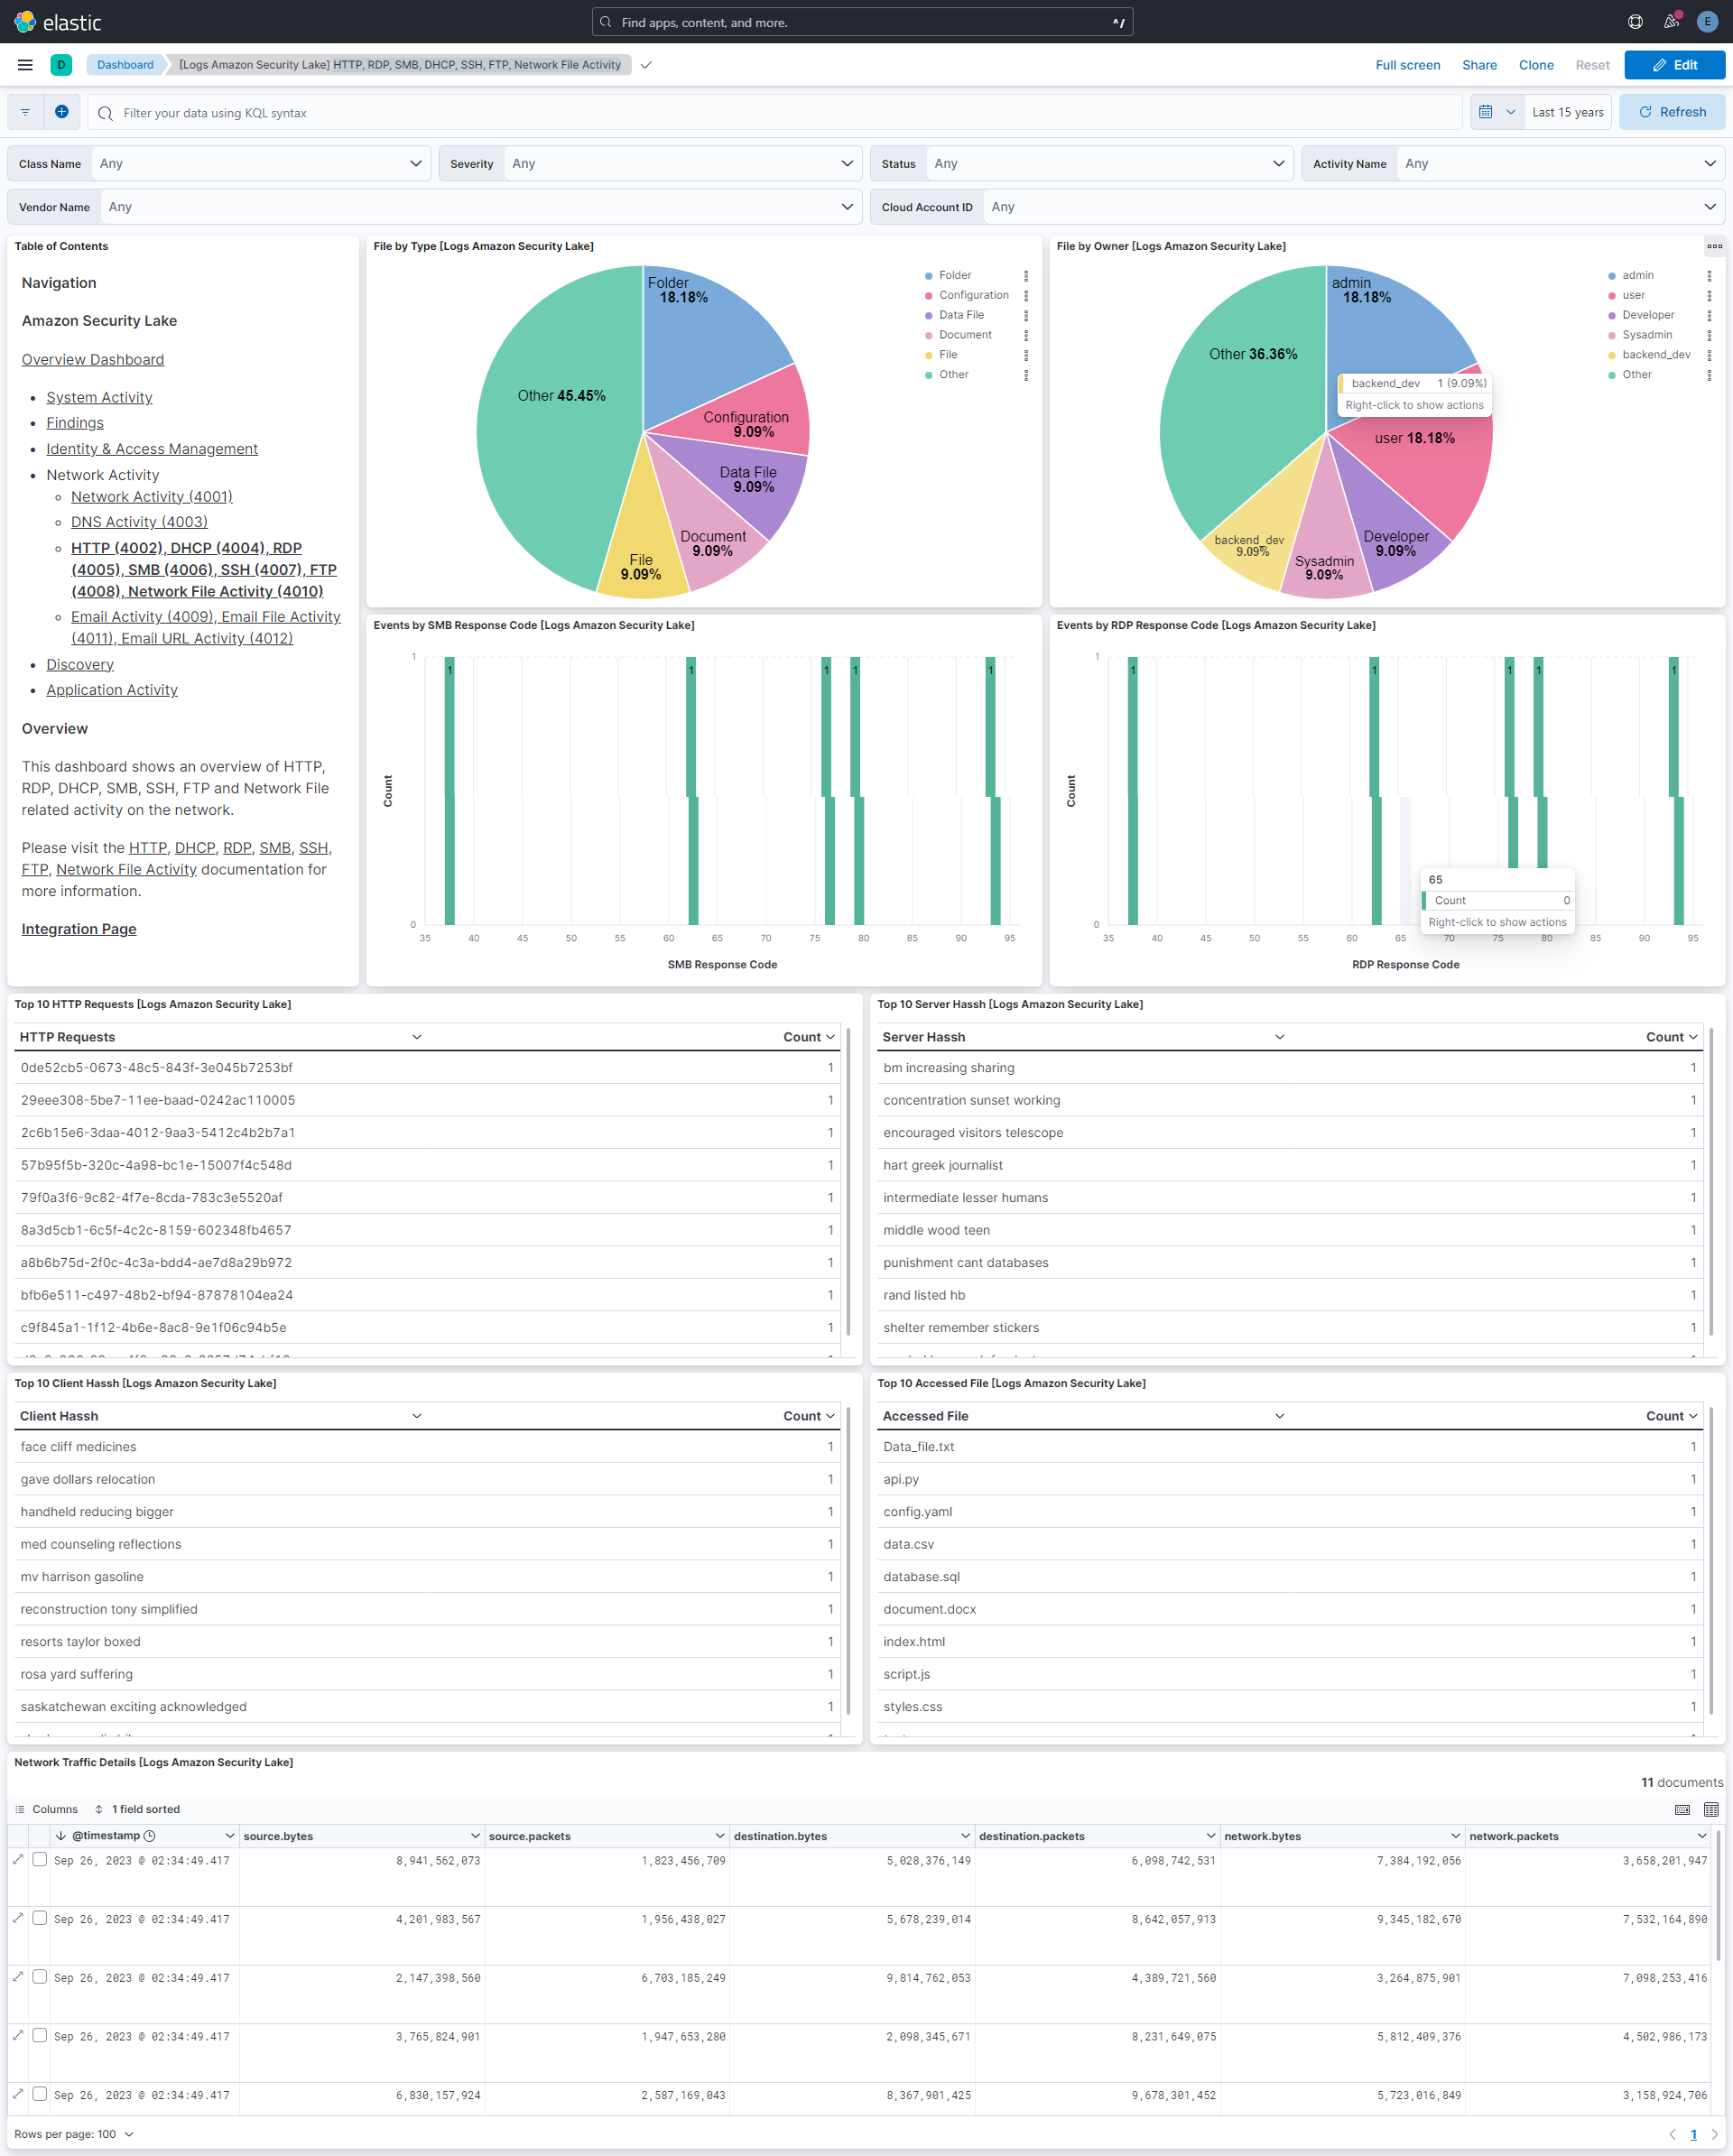 elastic
Find apps, content, and more.
^/
E
D
Dashboard
[Logs Amazon Security Lake] HTTP, RDP, SMB, DHCP, SSH, FTP, Network File Activity
Full screen
Share
Clone
Reset
Edit
Filter your data using KQL syntax
Last 15 years
Refresh
Class Name Any
Severity Any
Status Any
Activity Name Any
Vendor Name Any
Cloud Account ID Any
Table of Contents
Navigation
Amazon Security Lake
Overview Dashboard
System Activity
Findings
Identity & Access Management
Network Activity
Network Activity (4001)
DNS Activity (4003)
HTTP (4002), DHCP (4004), RDP
(4005), SMB (4006), SSH (4007), FTP
(4008), Network File Activity (4010)
Email Activity (4009), Email File Activity
(4011), Email URL Activity (4012)
Discovery
Application Activity
Overview
This dashboard shows an overview of HTTP,
RDP, DHCP, SMB, SSH, FTP and Network File
related activity on the network.
Please visit the HTTP, DHCP, RDP, SMB, SSH,
FTP, Network File Activity documentation for
more information.
Integration Page
File by Type [Logs Amazon Security Lake]
Folder
18.18%
Configuration
9.09%
Data File
9.09%
Document
9.09%
File
9.09%
Other 45.45%
Folder
Configuration
Data File
Document
File
Other
File by Owner [Logs Amazon Security Lake]
admin
18.18%
Other 36.36%
backend_dev 1 (9.09%)
Right-click to show actions
user 18.18%
Developer
9.09%
Sysadmin
9.09%
backend_dev
9.09%
admin
user
Developer
Sysadmin
backend_dev
Other
Events by SMB Response Code [Logs Amazon Security Lake]
1
1 1 1 1 1
Count
0
35 40 45 50 55 60 65 70 75 80 85 90 95
SMB Response Code
Events by RDP Response Code [Logs Amazon Security Lake]
1
1 1 1 1 1
Count
65
Count 0
Right-click to show actions
0
35 40 45 50 55 60 65 70 75 80 85 90 95
RDP Response Code
Top 10 HTTP Requests [Logs Amazon Security Lake]
HTTP Requests Count
0de52cb5-0673-48c5-843f-3e045b7253bf 1
29eee308-5be7-11ee-baad-0242ac110005 1
2c6b15e6-3daa-4012-9aa3-5412c4b2b7a1 1
57b95f5b-320c-4a98-bc1e-15007f4c548d 1
79f0a3f6-9c82-4f7e-8cda-783c3e5520af 1
8a3d5cb1-6c5f-4c2c-8159-602348fb4657 1
a8b6b75d-2f0c-4c3a-bdd4-ae7d8a29b972 1
bfb6e511-c497-48b2-bf94-87878104ea24 1
c9f845a1-1f12-4b6e-8ac8-9e1f06c94b5e 1
Top 10 Server Hassh [Logs Amazon Security Lake]
Server Hassh Count
bm increasing sharing 1
concentration sunset working 1
encouraged visitors telescope 1
hart greek journalist 1
intermediate lesser humans 1
middle wood teen 1
punishment cant databases 1
rand listed hb 1
shelter remember stickers 1
Top 10 Client Hassh [Logs Amazon Security Lake]
Client Hassh Count
face cliff medicines 1
gave dollars relocation 1
handheld reducing bigger 1
med counseling reflections 1
mv harrison gasoline 1
reconstruction tony simplified 1
resorts taylor boxed 1
rosa yard suffering 1
saskatchewan exciting acknowledged 1
Top 10 Accessed File [Logs Amazon Security Lake]
Accessed File Count
Data_file.txt 1
api.py 1
config.yaml 1
data.csv 1
database.sql 1
document.docx 1
index.html 1
script.js 1
styles.css 1
Network Traffic Details [Logs Amazon Security Lake]
11 documents
Columns 1 field sorted
@timestamp source.bytes source.packets destination.bytes destination.packets network.bytes network.packets
Sep 26, 2023 @ 02:34:49.417 8,941,562,073 1,823,456,709 5,028,376,149 6,098,742,531 7,384,192,056 3,658,201,947
Sep 26, 2023 @ 02:34:49.417 4,201,983,567 1,956,438,027 5,678,239,014 8,642,057,913 9,345,182,670 7,532,164,890
Sep 26, 2023 @ 02:34:49.417 2,147,398,560 6,703,185,249 9,814,762,053 4,389,721,560 3,264,875,901 7,098,253,416
Sep 26, 2023 @ 02:34:49.417 3,765,824,901 1,947,653,280 2,098,345,671 8,231,649,075 5,812,409,376 4,502,986,173
Sep 26, 2023 @ 02:34:49.417 6,830,157,924 2,587,169,043 8,367,901,425 9,678,301,452 5,723,016,849 3,158,924,706
Rows per page: 100
1